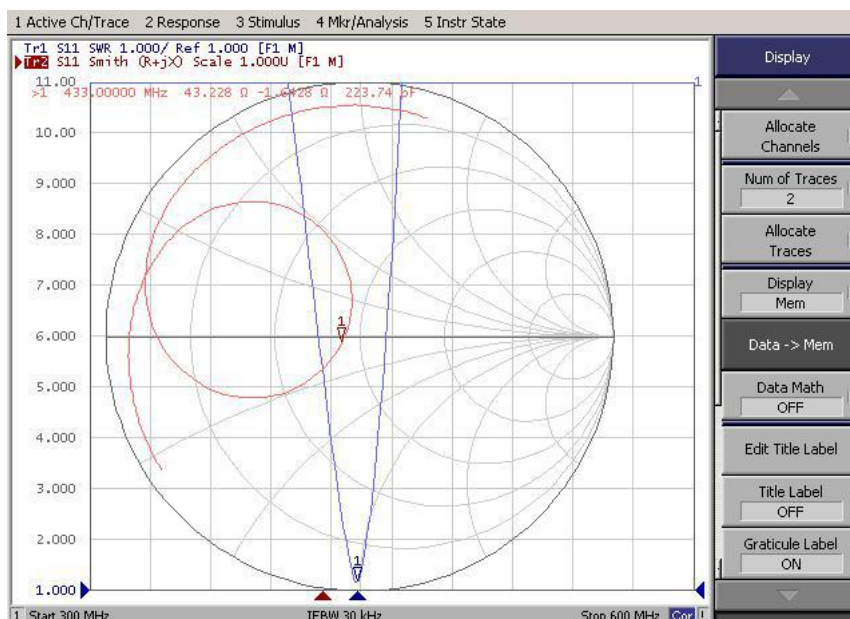 1 Active Ch/Trace 2 Response 3 Stimulus 4 Mkr/Analysis 5 Instr State
Tr1 S11 SWR 1.000/ Ref 1.000 [F1 M]
Tr2 S11 Smith (R+jX) Scale 1.000U [F1 M]
Display
11.00
>1 433.00000 MHz 43.228 Ω -1.6428 Ω 223.74 pF
1
10.00
Allocate Channels
9.000
Num of Traces
2
8.000
Allocate Traces
7.000
Display
Mem
1
6.000
Data -> Mem
5.000
Data Math
OFF
4.000
Edit Title Label
3.000
Title Label
OFF
2.000
Graticule Label
ON
1
1.000
1 Start 300 MHz IFBW 30 kHz Stop 600 MHz Cor !